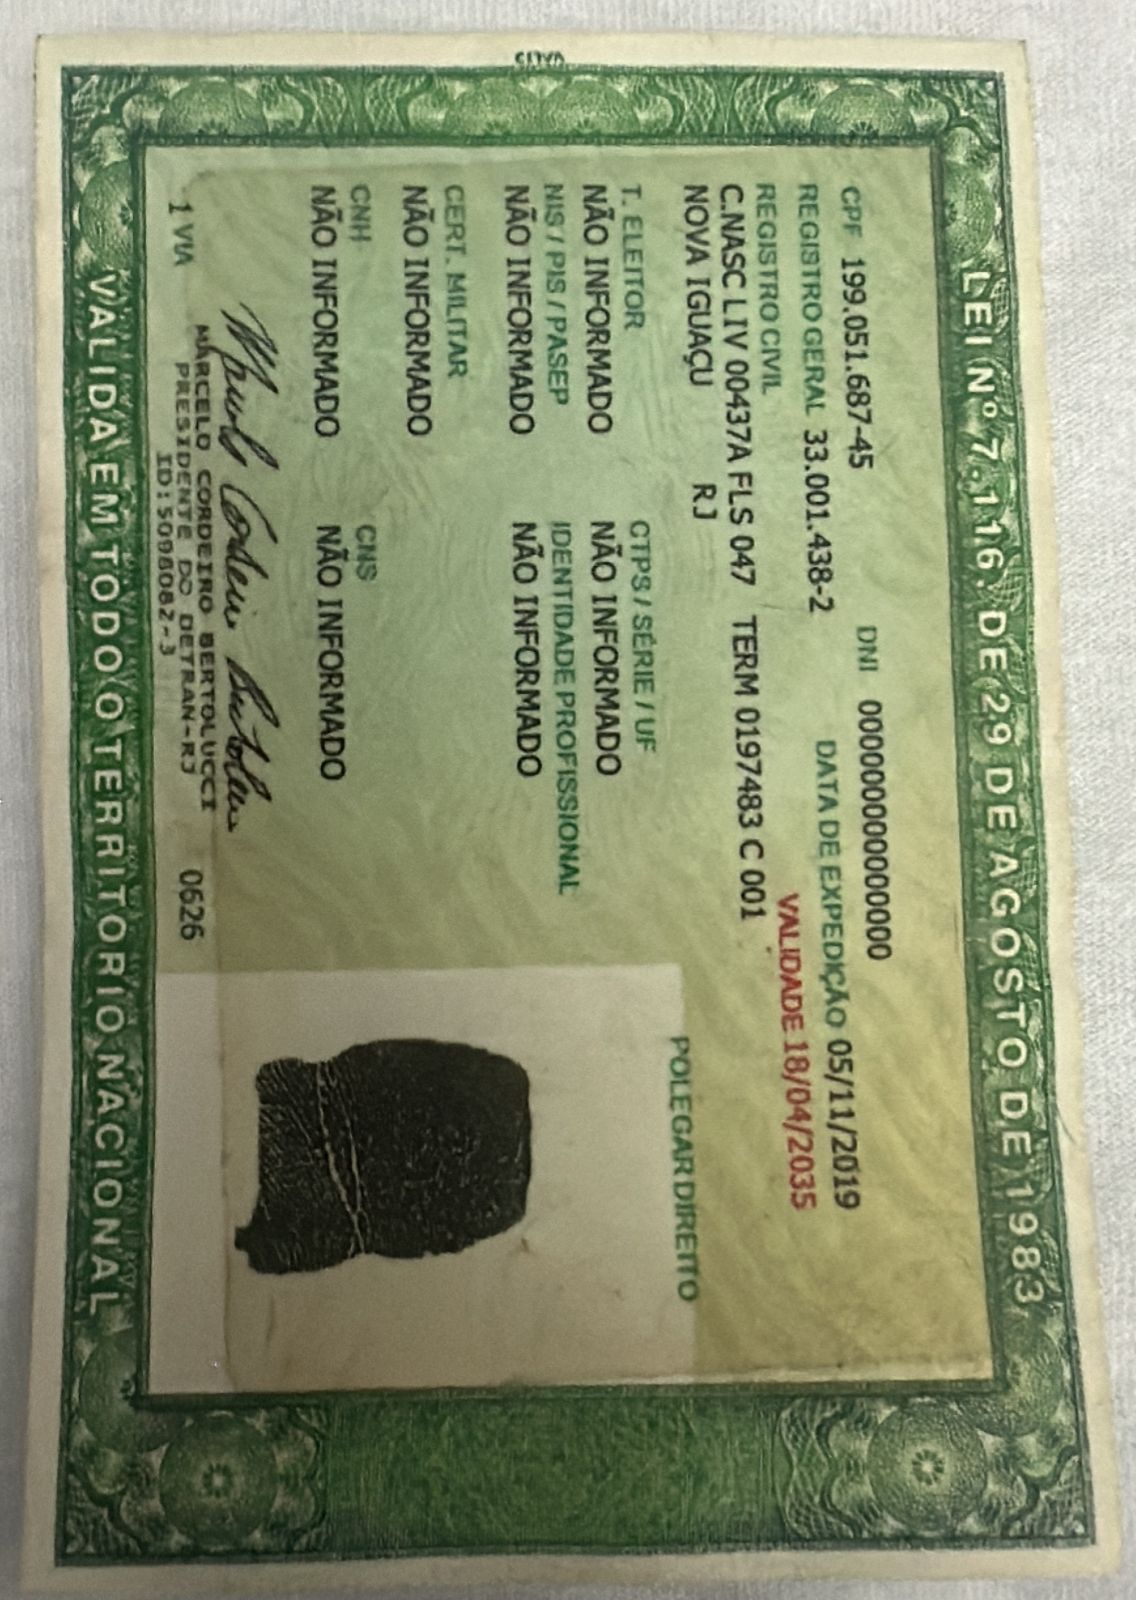 LEI Nº 7.116. DE 29 DE AGOSTO DE 1983
CPF 199.051.687-45 DNI 0000000000000
REGISTRO GERAL 33.001.438-2 DATA DE EXPEDIÇÃO 05/11/2019
REGISTRO CIVIL VALIDADE 18/04/2035
C.NASC LIV 00437A FLS 047 TERM 0197483 C 001
NOVA IGUAÇU RJ
POLEGAR DIREITO
T. ELEITOR CTPS / SÉRIE / UF
NÃO INFORMADO NÃO INFORMADO
NIS / PIS / PASEP IDENTIDADE PROFISSIONAL
NÃO INFORMADO NÃO INFORMADO
CERT. MILITAR
NÃO INFORMADO
CNH CNS
NÃO INFORMADO NÃO INFORMADO
Marcelo Cordeiro Bertolucci
MARCELO CORDEIRO BERTOLUCCI
1 VIA PRESIDENTE DO DETRAN-RJ 0626
ID:5098082-3
VALIDA EM TODO O TERRITORIO NACIONAL